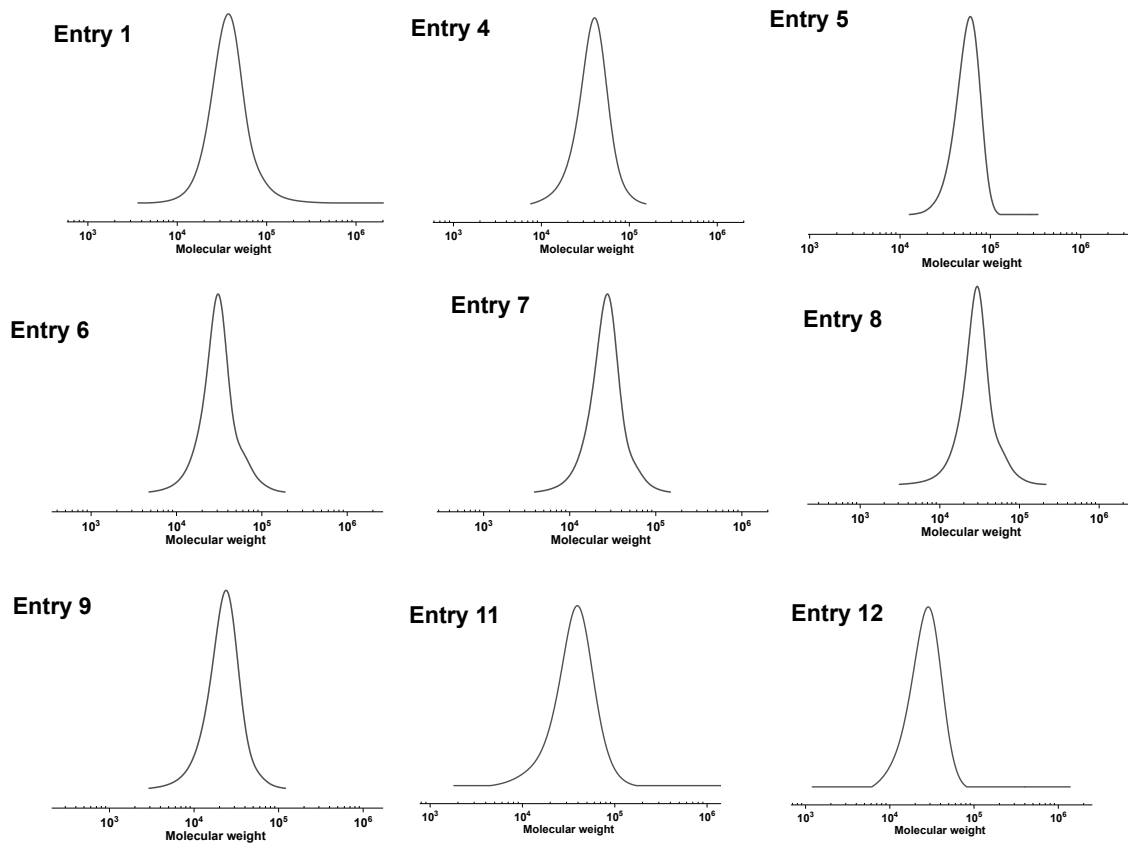 Entry 1
10³ 10⁴ 10⁵ 10⁶
Molecular weight
Entry 4
10³ 10⁴ 10⁵ 10⁶
Molecular weight
Entry 5
10³ 10⁴ 10⁵ 10⁶
Molecular weight
Entry 6
10³ 10⁴ 10⁵ 10⁶
Molecular weight
Entry 7
10³ 10⁴ 10⁵ 10⁶
Molecular weight
Entry 8
10³ 10⁴ 10⁵ 10⁶
Molecular weight
Entry 9
10³ 10⁴ 10⁵ 10⁶
Molecular weight
Entry 11
10³ 10⁴ 10⁵ 10⁶
Molecular weight
Entry 12
10³ 10⁴ 10⁵ 10⁶
Molecular weight